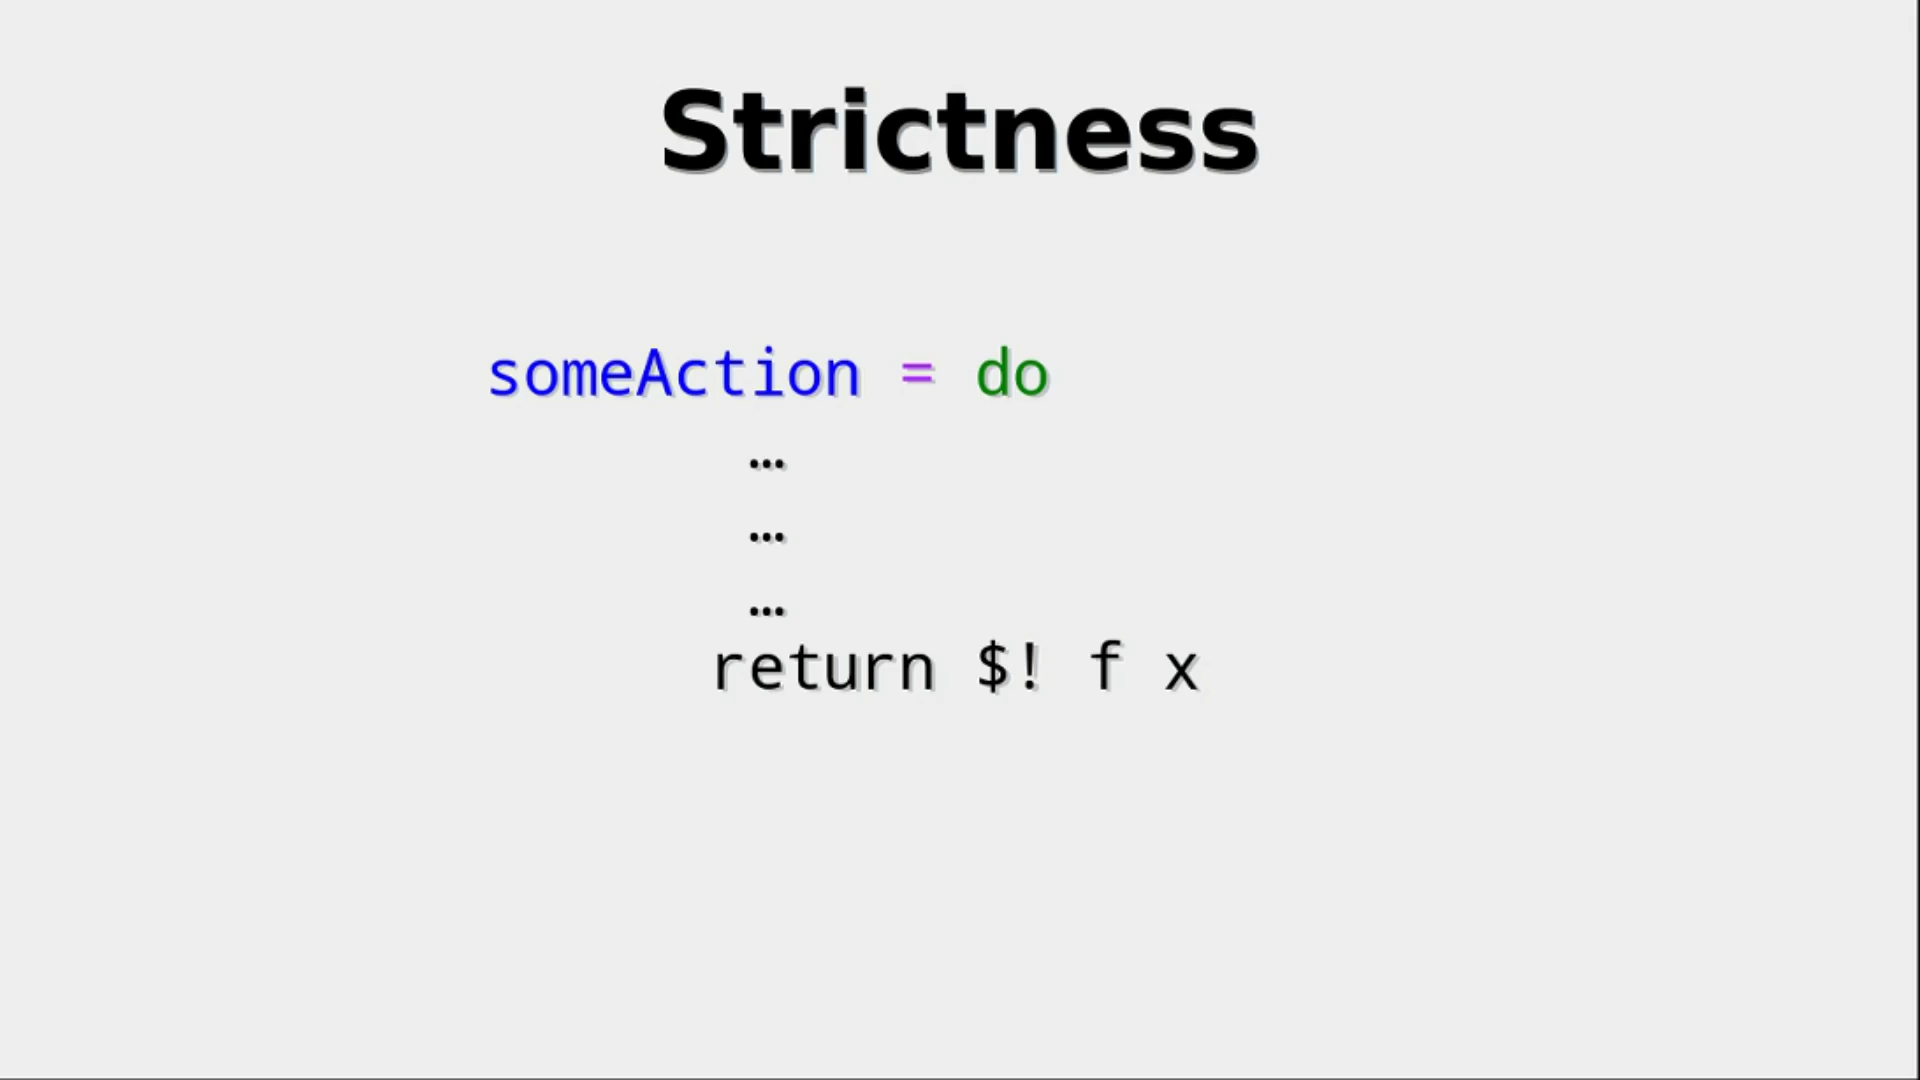 Strictness
someAction = do
…
…
…
return $! f x